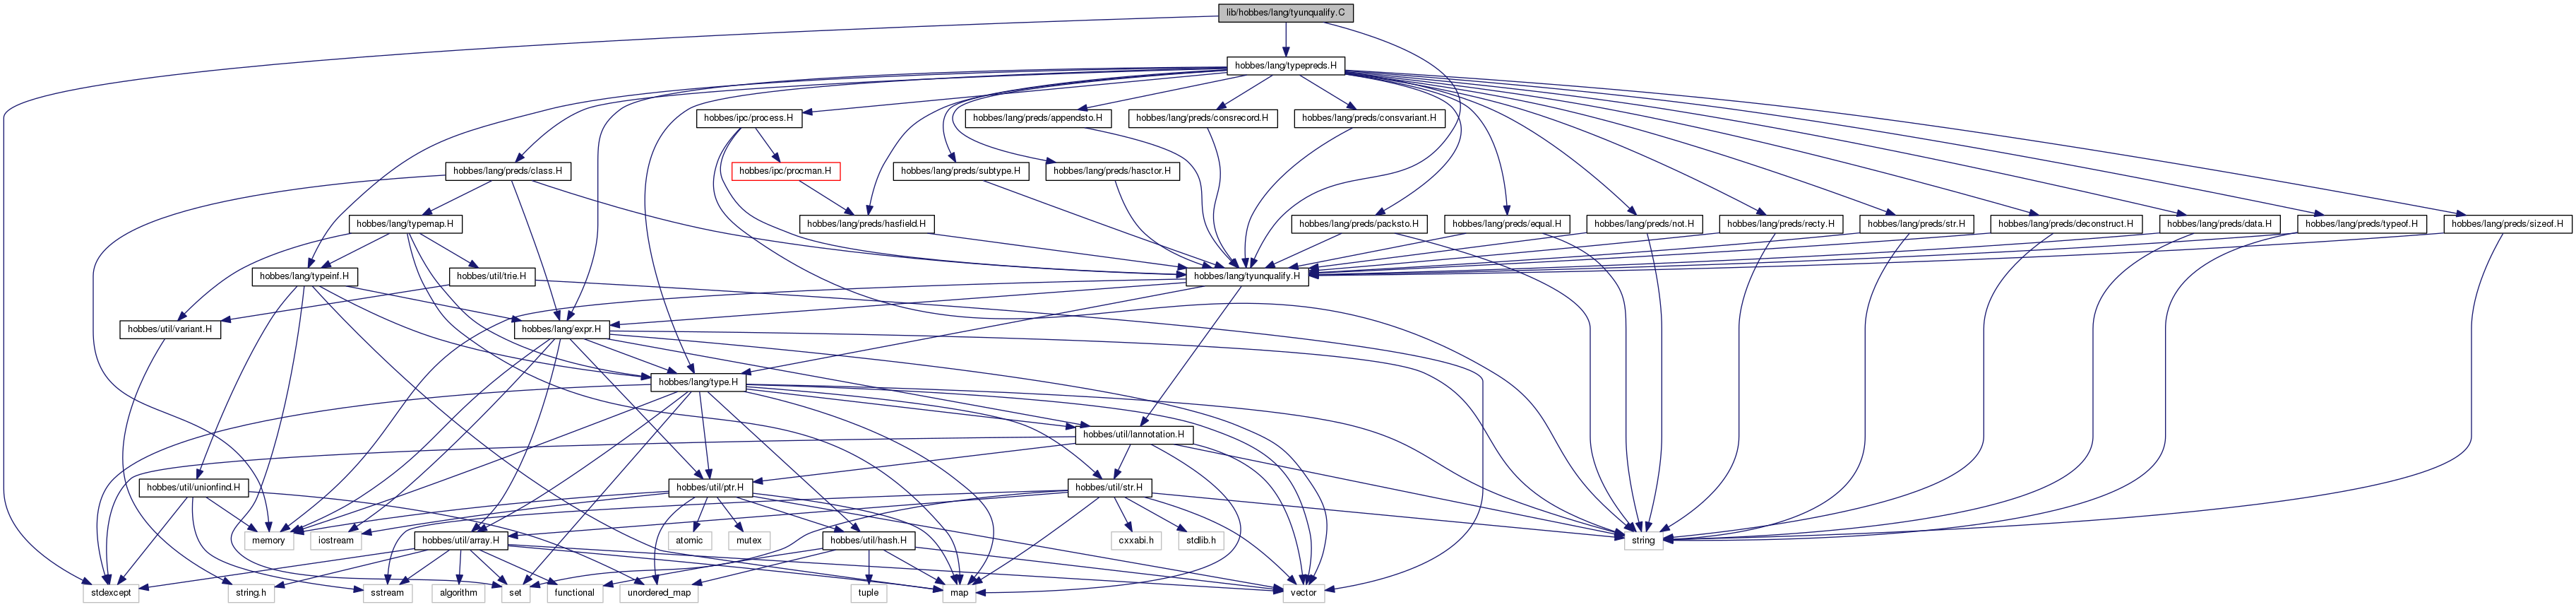 lib/hobbes/lang/tyunqualify.C
hobbes/lang/typepreds.H
hobbes/ipc/process.H
hobbes/lang/preds/appendsto.H
hobbes/lang/preds/consrecord.H
hobbes/lang/preds/consvariant.H
hobbes/lang/preds/class.H
hobbes/ipc/procman.H
hobbes/lang/preds/subtype.H
hobbes/lang/preds/hasctor.H
hobbes/lang/typemap.H
hobbes/lang/preds/hasfield.H
hobbes/lang/preds/packsto.H
hobbes/lang/preds/equal.H
hobbes/lang/preds/not.H
hobbes/lang/preds/recty.H
hobbes/lang/preds/str.H
hobbes/lang/preds/deconstruct.H
hobbes/lang/preds/data.H
hobbes/lang/preds/typeof.H
hobbes/lang/preds/sizeof.H
hobbes/lang/typeinf.H
hobbes/util/trie.H
hobbes/lang/tyunqualify.H
hobbes/util/variant.H
hobbes/lang/expr.H
hobbes/lang/type.H
hobbes/util/lannotation.H
hobbes/util/unionfind.H
hobbes/util/ptr.H
hobbes/util/str.H
memory
iostream
hobbes/util/array.H
atomic
mutex
hobbes/util/hash.H
cxxabi.h
stdlib.h
string
stdexcept
string.h
sstream
algorithm
set
functional
unordered_map
tuple
map
vector